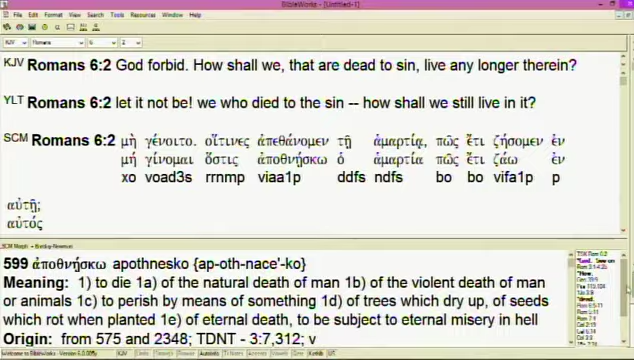 BibleWorks - [Untitled-1]
File Edit Format View Search Tools Resources Window Help
KJV Romans 6 2
KJV Romans 6:2 God forbid. How shall we, that are dead to sin, live any longer therein?
YLT Romans 6:2 let it not be! we who died to the sin -- how shall we still live in it?
SCM Romans 6:2 μὴ γένοιτο. οἵτινες ἀπεθάνομεν τῇ ἁμαρτίᾳ, πῶς ἔτι ζήσομεν ἐν
μή γίνομαι ὅστις ἀποθνήσκω ὁ ἁμαρτία πῶς ἔτι ζάω ἐν
xo voad3s rrnmp viaa1p ddfs ndfs bo bo vifa1p p
αὐτῇ;
αὐτός
599 ἀποθνήσκω apothnesko {ap-oth-nace'-ko}
Meaning: 1) to die 1a) of the natural death of man 1b) of the violent death of man
or animals 1c) to perish by means of something 1d) of trees which dry up, of seeds
which rot when planted 1e) of eternal death, to be subject to eternal misery in hell
Origin: from 575 and 2348; TDNT - 3:7,312; v